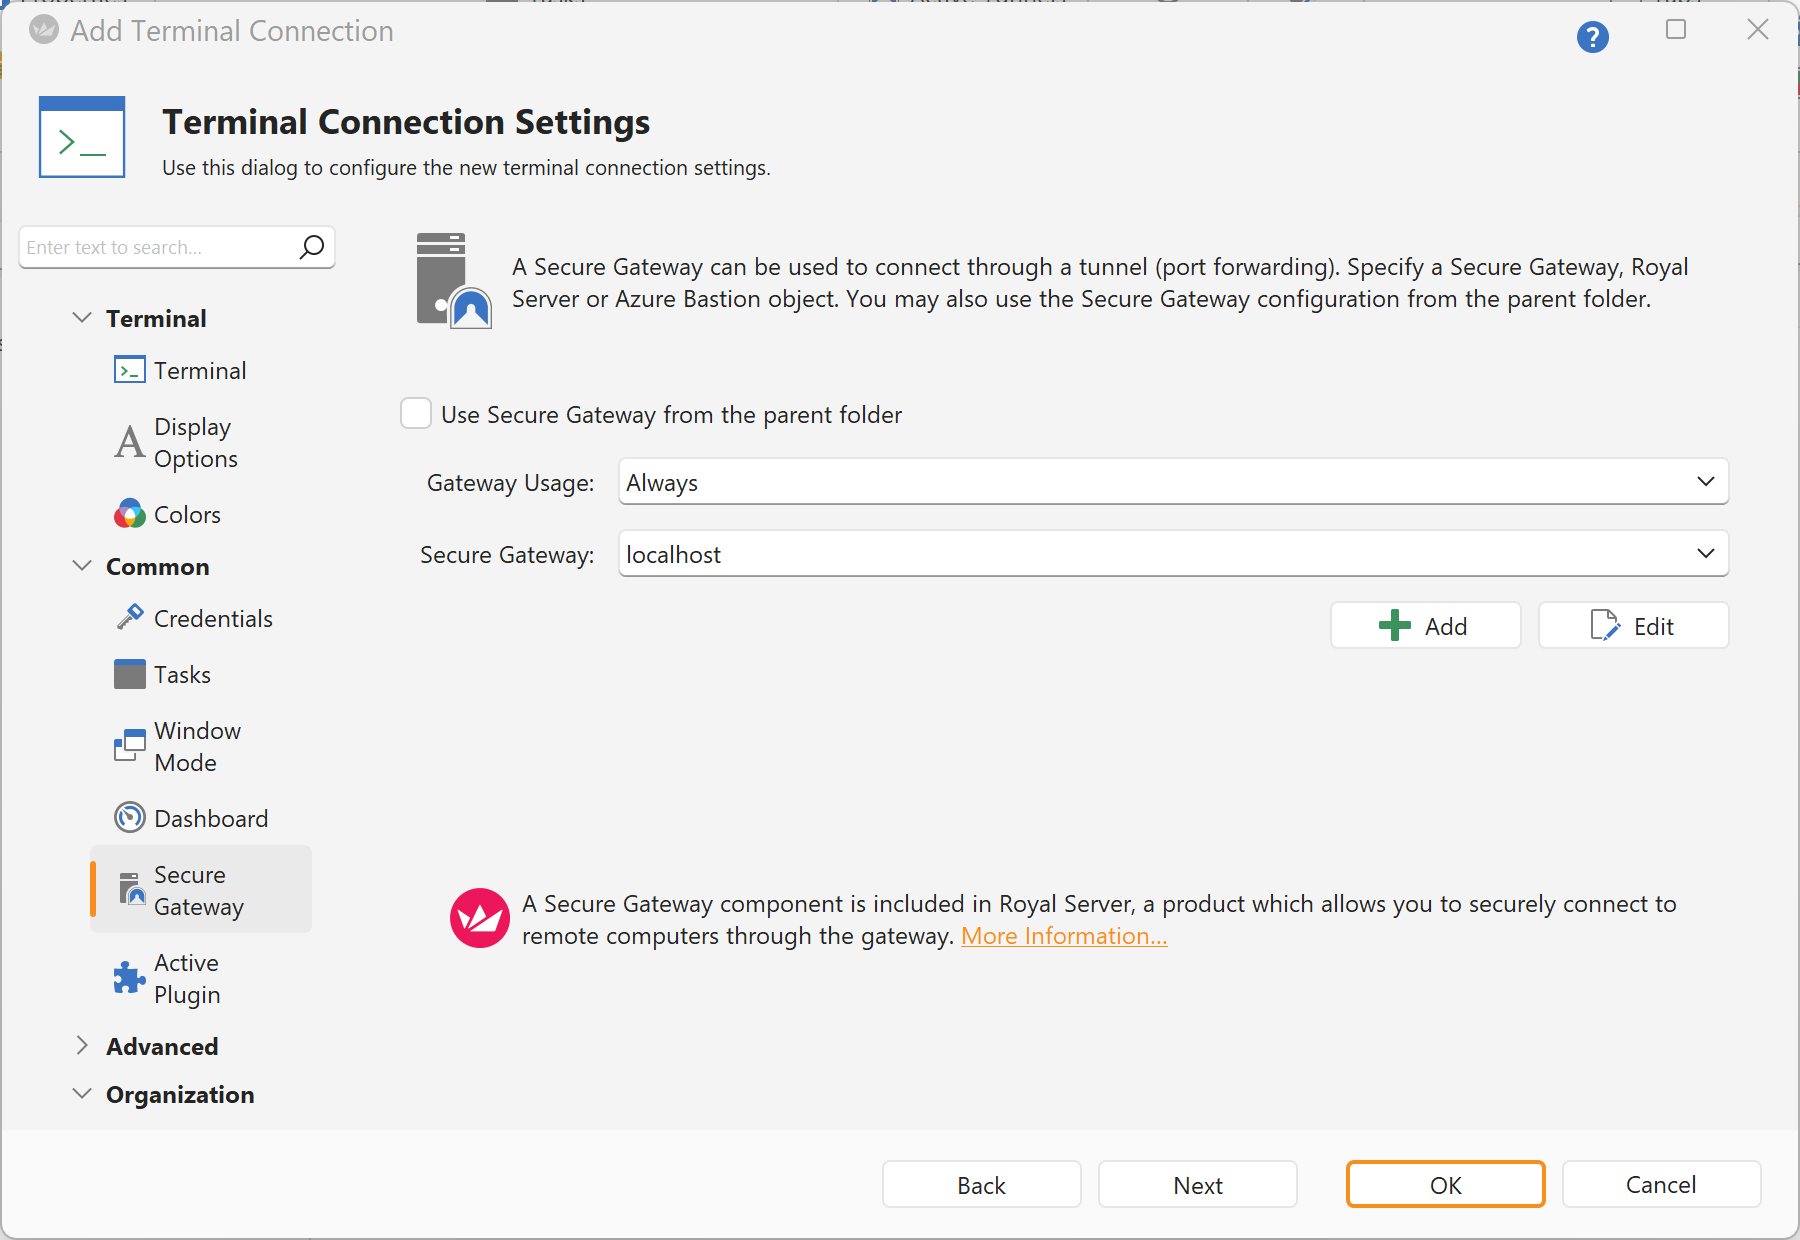 Add Terminal Connection
?
Terminal Connection Settings
Use this dialog to configure the new terminal connection settings.
Enter text to search...
A Secure Gateway can be used to connect through a tunnel (port forwarding). Specify a Secure Gateway, Royal
Server or Azure Bastion object. You may also use the Secure Gateway configuration from the parent folder.
Terminal
Terminal
Display
Options
Colors
Common
Credentials
Tasks
Window
Mode
Dashboard
Secure
Gateway
Active
Plugin
Advanced
Organization
Use Secure Gateway from the parent folder
Gateway Usage: Always
Secure Gateway: localhost
Add Edit
A Secure Gateway component is included in Royal Server, a product which allows you to securely connect to
remote computers through the gateway. More Information...
Back Next OK Cancel